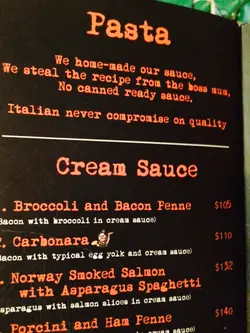 Pasta
We home-made our sauce,
We steal the recipe from the boss mum,
No canned ready sauce.
Italian never compromise on quality
Cream Sauce
. Broccoli and Bacon Penne $105
Bacon with broccoli in cream sauce)
. Carbonara $110
Bacon with typical egg yolk and cream sauce)
. Norway Smoked Salmon $132
with Asparagus Spaghetti
asparagus with salmon slices in cream sauce)
Porcini and Ham Penne $140